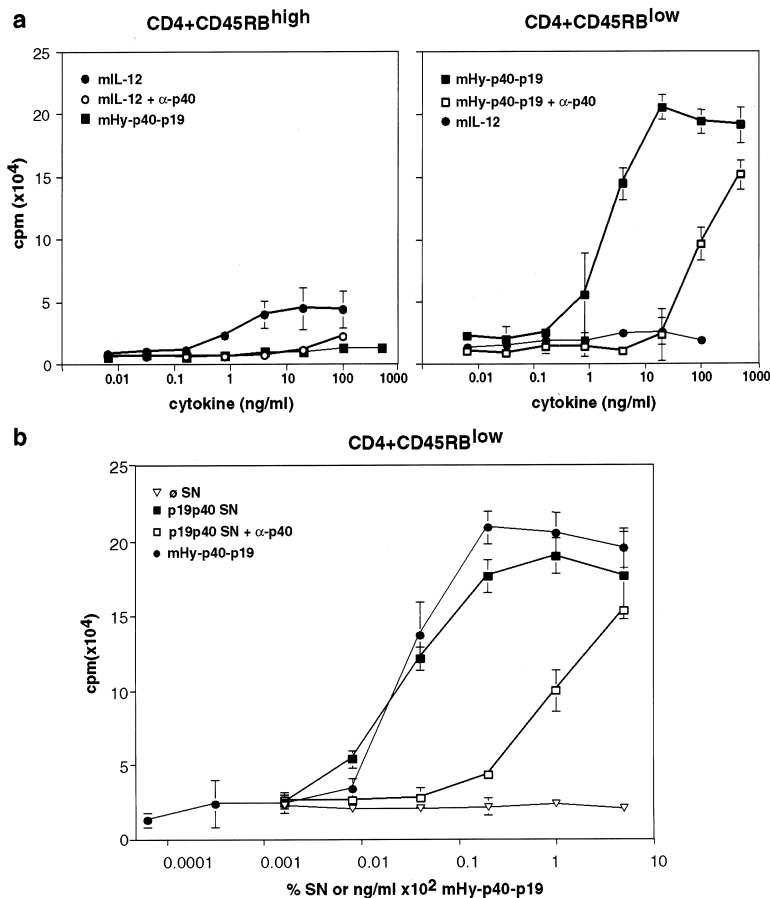 a
CD4+CD45RBhigh
CD4+CD45RBlow
25
20
15
10
5
0
cpm (x10⁴)
mIL-12
mIL-12 + α-p40
mHy-p40-p19
0.01 0.1 1 10 100 1000
cytokine (ng/ml)
mHy-p40-p19
mHy-p40-p19 + α-p40
mIL-12
0.01 0.1 1 10 100 1000
cytokine (ng/ml)
b
CD4+CD45RBlow
25
20
15
10
5
0
cpm(x10⁴)
ø SN
p19p40 SN
p19p40 SN + α-p40
mHy-p40-p19
0.0001 0.001 0.01 0.1 1 10
% SN or ng/ml x10² mHy-p40-p19